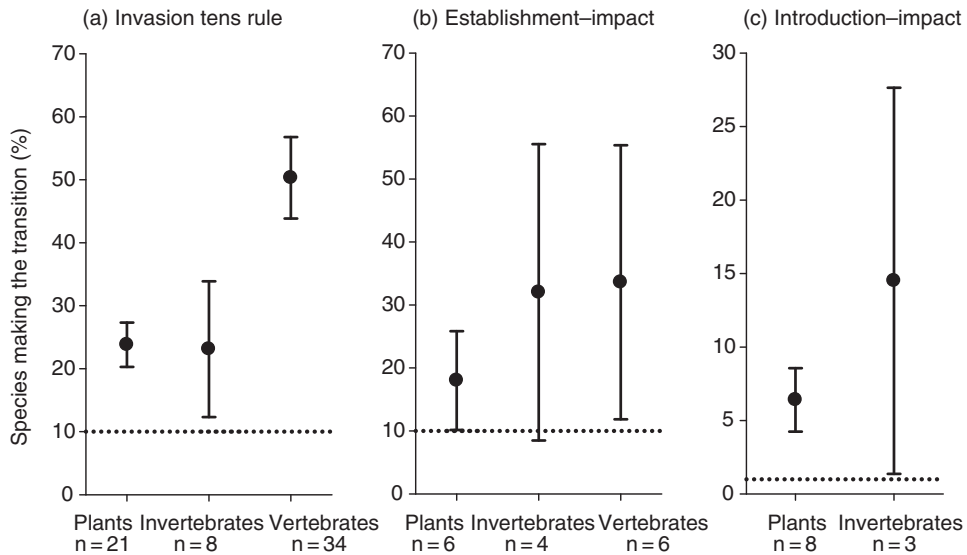 (a) Invasion tens rule
(b) Establishment–impact
(c) Introduction–impact
Species making the transition (%)
70
60
50
40
30
20
10
0
Plants Invertebrates Vertebrates
n=21 n=8 n=34
70
60
50
40
30
20
10
0
Plants Invertebrates Vertebrates
n=6 n=4 n=6
30
25
20
15
10
5
0
Plants Invertebrates
n=8 n=3